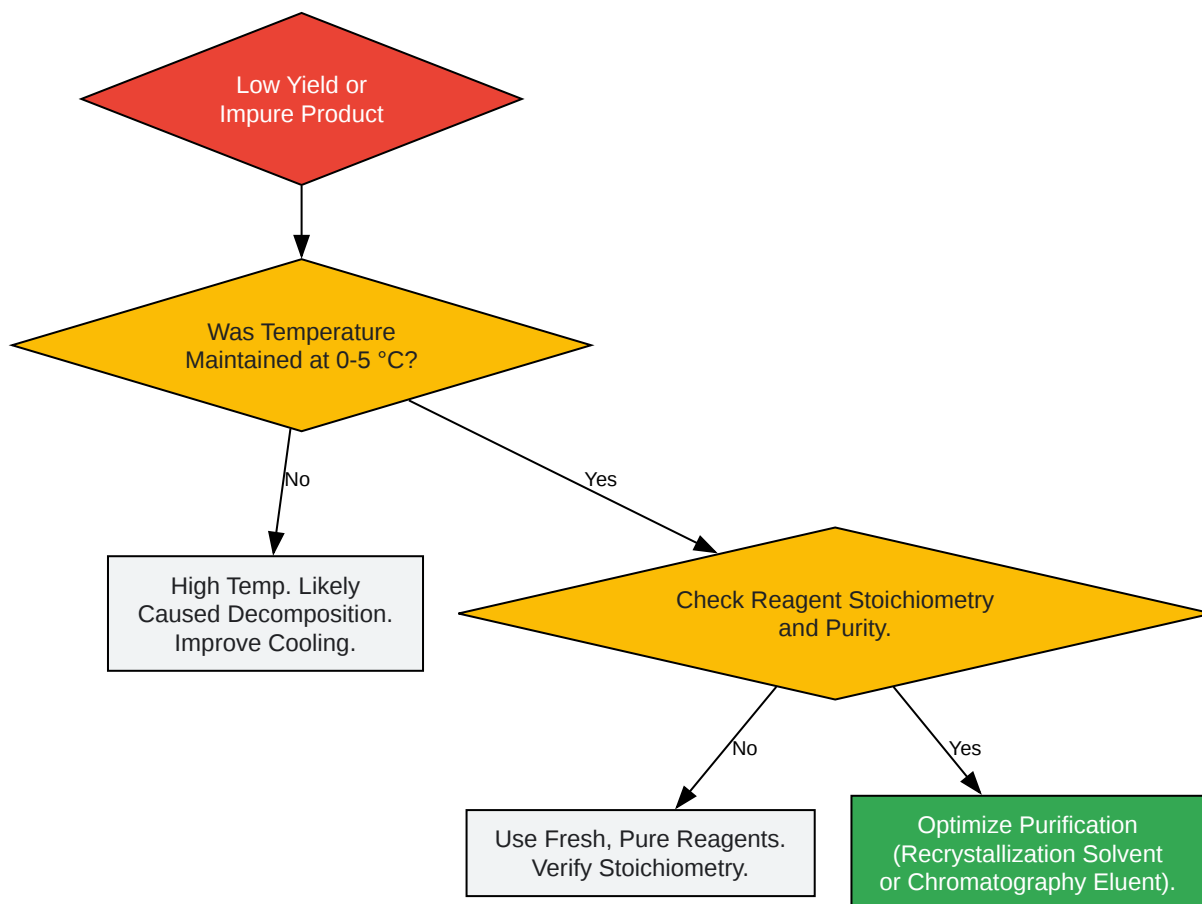 Low Yield or
Impure Product
Was Temperature
Maintained at 0-5 °C?
No
Yes
High Temp. Likely
Caused Decomposition.
Improve Cooling.
Check Reagent Stoichiometry
and Purity.
No
Yes
Use Fresh, Pure Reagents.
Verify Stoichiometry.
Optimize Purification
(Recrystallization Solvent
or Chromatography Eluent).